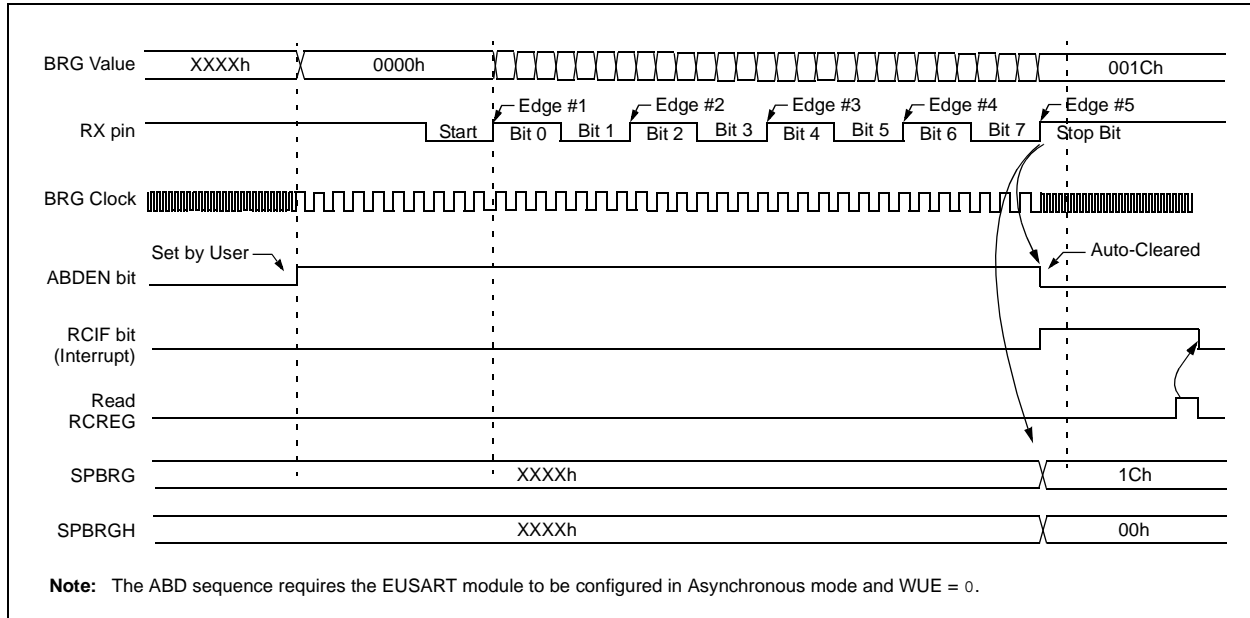 BRG Value XXXXh 0000h 001Ch
Edge #1 Edge #2 Edge #3 Edge #4 Edge #5
RX pin Start Bit 0 Bit 1 Bit 2 Bit 3 Bit 4 Bit 5 Bit 6 Bit 7 Stop Bit
BRG Clock
Set by User Auto-Cleared
ABDEN bit
RCIF bit
(Interrupt)
Read
RCREG
SPBRG XXXXh 1Ch
SPBRGH XXXXh 00h
Note: The ABD sequence requires the EUSART module to be configured in Asynchronous mode and WUE = 0.